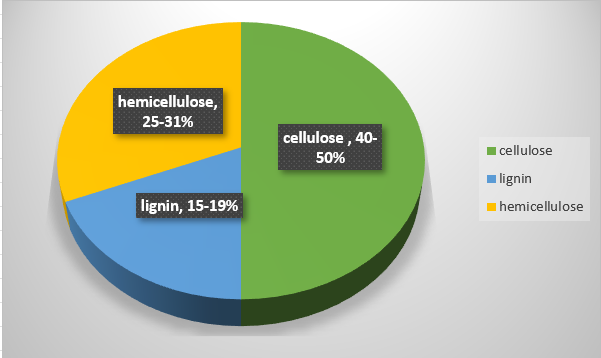 hemicellulose,
25-31%
cellulose , 40-
50%
lignin, 15-19%
cellulose
lignin
hemicellulose